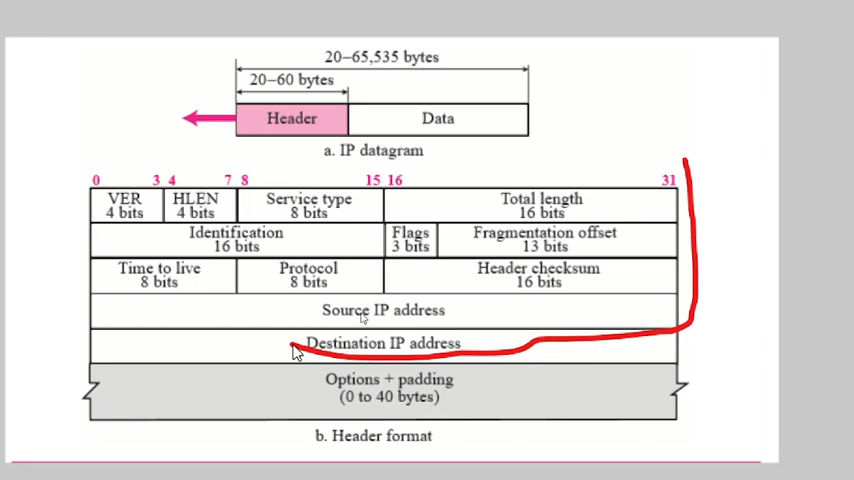 20–65,535 bytes
20–60 bytes
Header Data
a. IP datagram
0 3 4 7 8 15 16 31
VER
4 bits
HLEN
4 bits
Service type
8 bits
Total length
16 bits
Identification
16 bits
Flags
3 bits
Fragmentation offset
13 bits
Time to live
8 bits
Protocol
8 bits
Header checksum
16 bits
Source IP address
Destination IP address
Options + padding
(0 to 40 bytes)
b. Header format